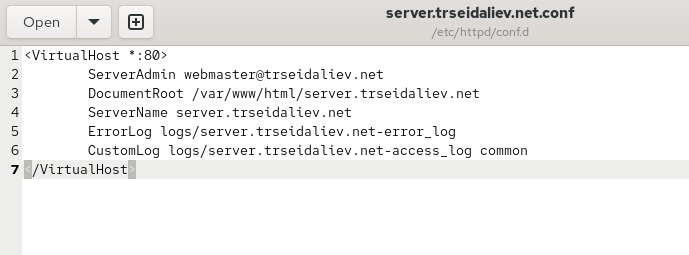 Open
server.trseidaliev.net.conf
/etc/httpd/conf.d
1 <VirtualHost *:80>
2 ServerAdmin webmaster@trseidaliev.net
3 DocumentRoot /var/www/html/server.trseidaliev.net
4 ServerName server.trseidaliev.net
5 ErrorLog logs/server.trseidaliev.net-error_log
6 CustomLog logs/server.trseidaliev.net-access_log common
7 </VirtualHost>